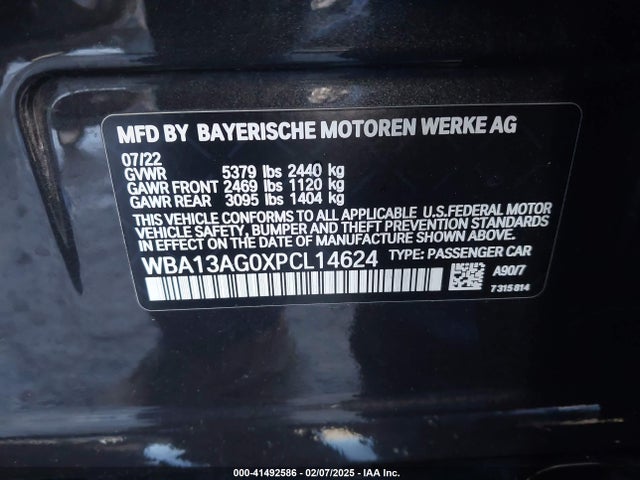 MFD BY BAYERISCHE MOTOREN WERKE AG
07/22
GVWR 5379 lbs 2440 kg
GAWR FRONT 2469 lbs 1120 kg
GAWR REAR 3095 lbs 1404 kg
THIS VEHICLE CONFORMS TO ALL APPLICABLE U.S.FEDERAL MOTOR
VEHICLE SAFETY, BUMPER AND THEFT PREVENTION STANDARDS
IN EFFECT ON THE DATE OF MANUFACTURE SHOWN ABOVE.
WBA13AG0XPCL14624 TYPE: PASSENGER CAR
A90/7
7 315 814
000-41492586 - 02/07/2025 - IAA Inc.